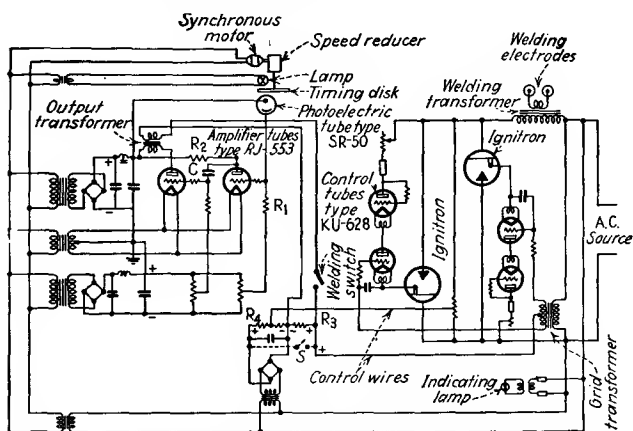 Synchronous
motor
Speed reducer
Lamp
Timing disk
Photoelectric
tube type
SR-50
Output
transformer
Amplifier tubes
type RJ-553
R2
C
R1
Control
tubes
type
KU-628
Welding
electrodes
Welding
transformer
Ignitron
Ignitron
A.C.
Source
Welding
switch
R4
R3
S
Control wires
Indicating
lamp
Grid
transformer
+
-
+
-
+
-
-
+
+